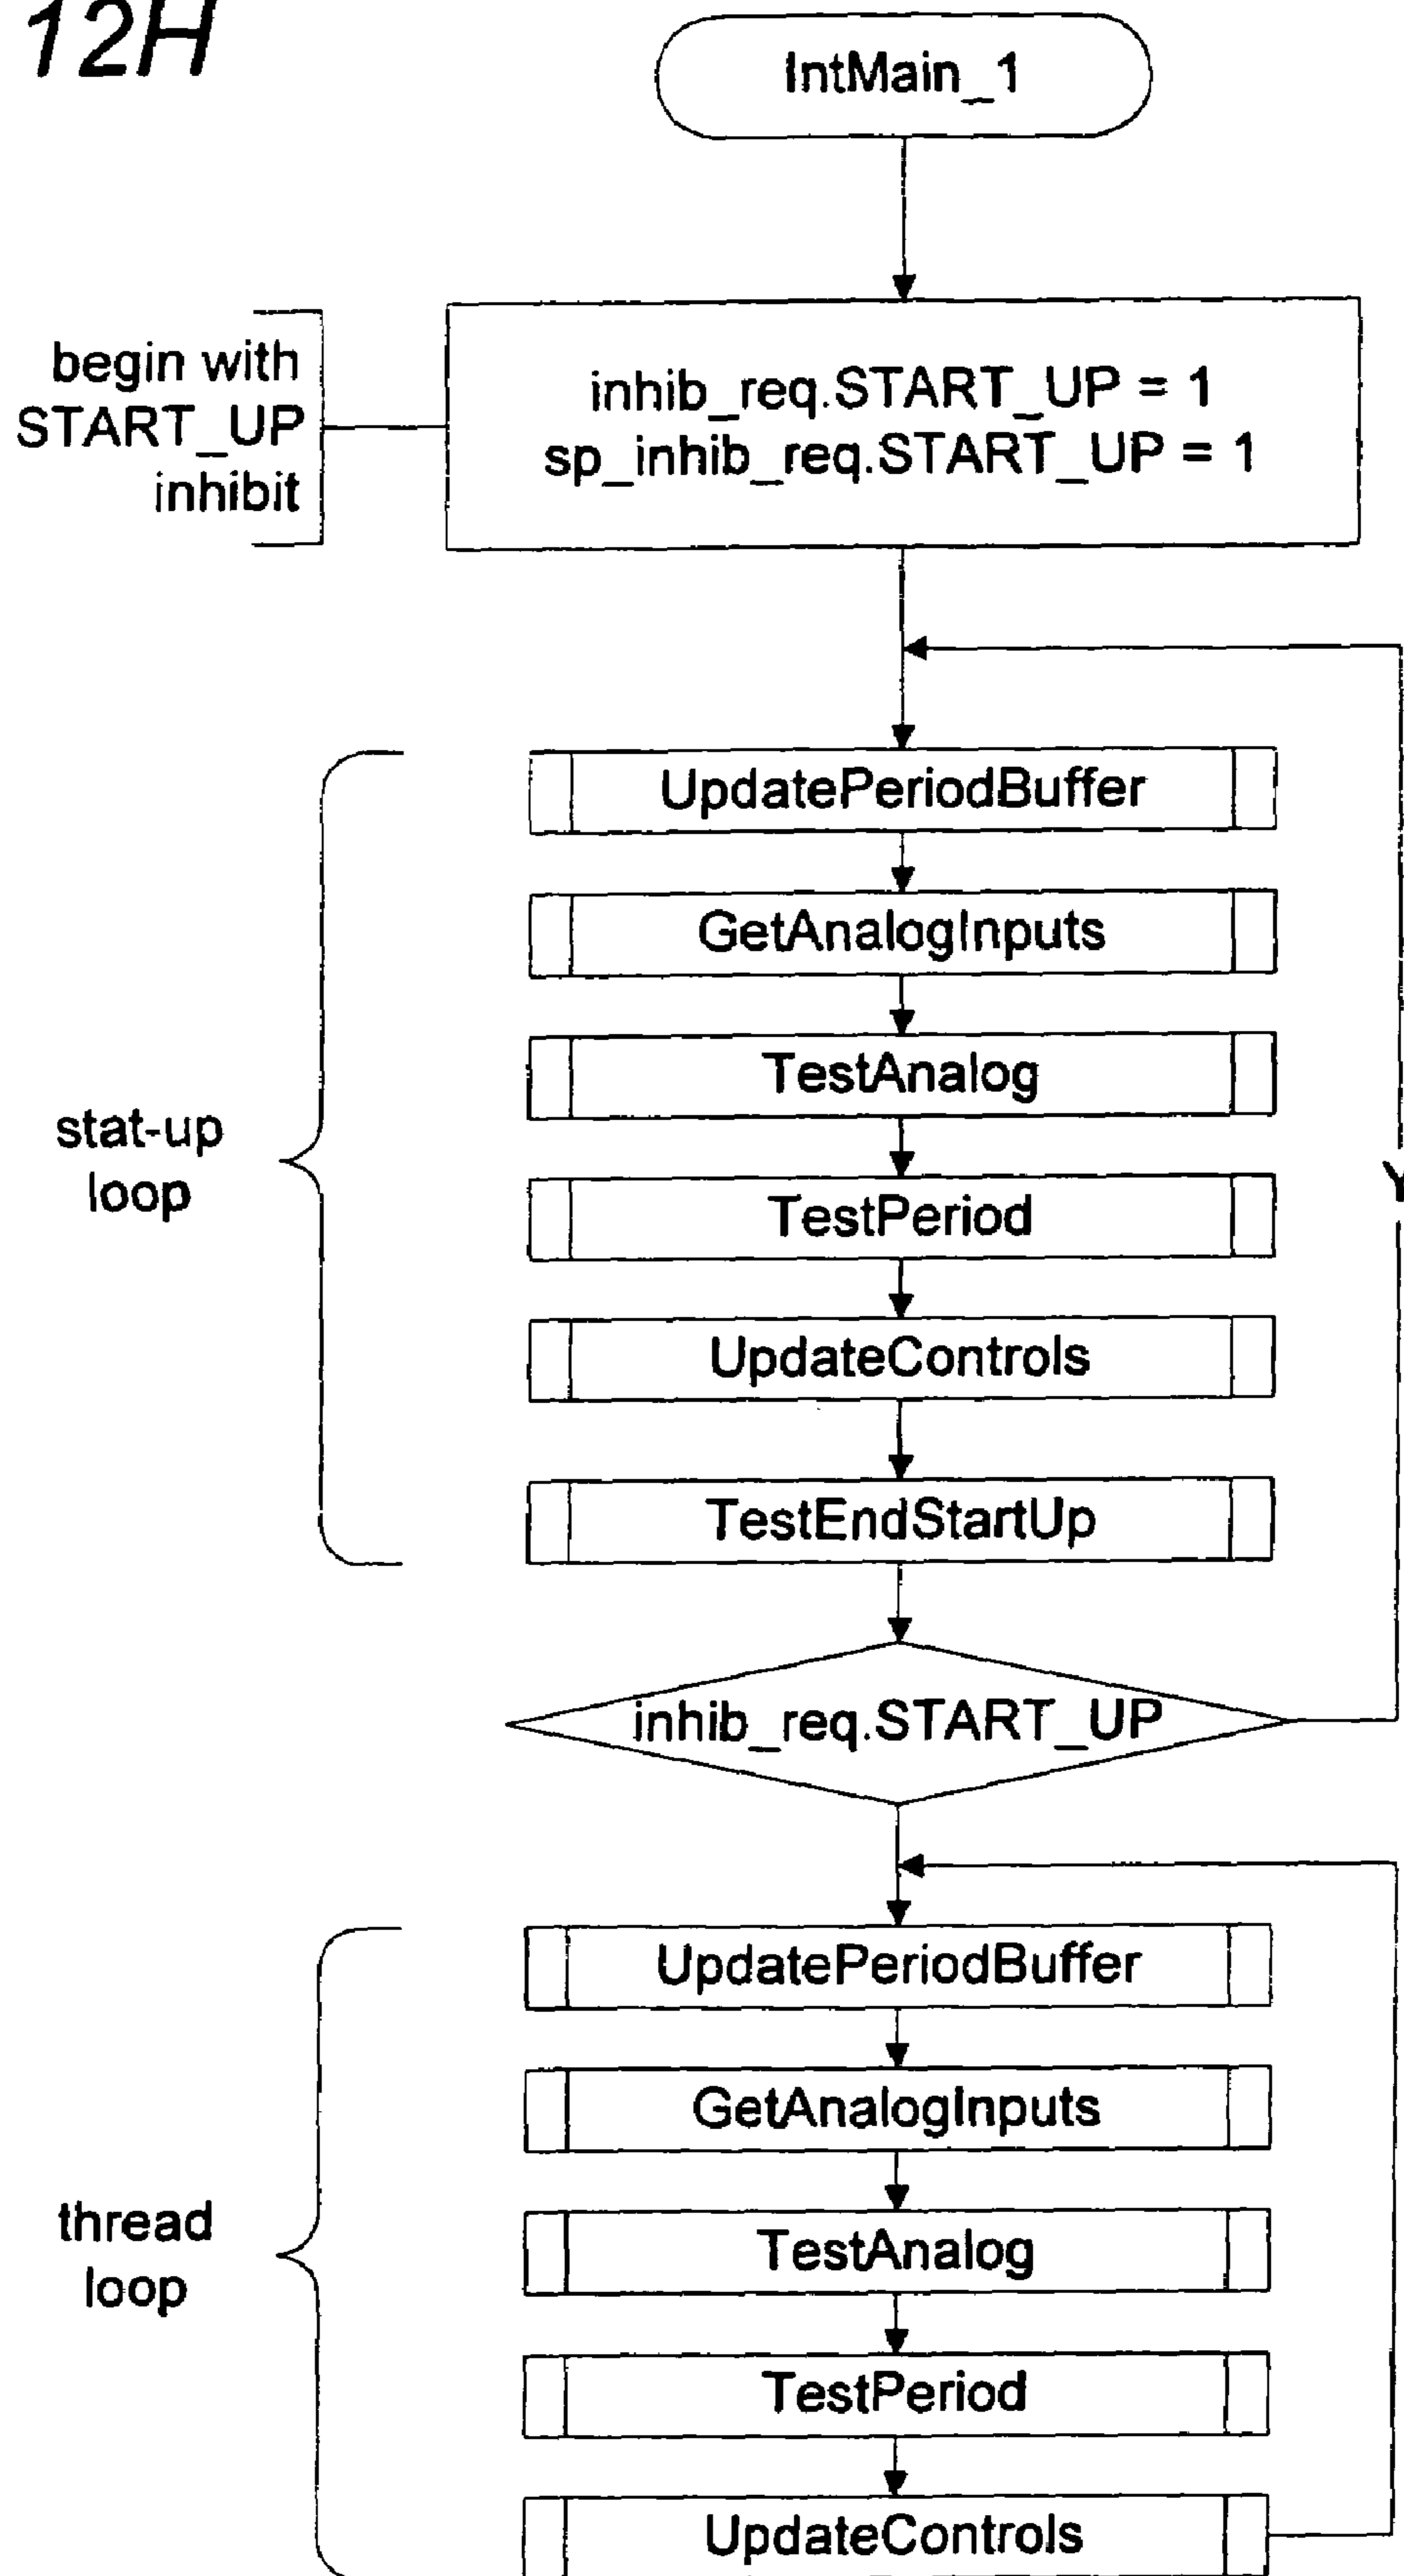 12H
IntMain_1
begin with
START_UP
inhibit
inhib_req.START_UP = 1
sp_inhib_req.START_UP = 1
UpdatePeriodBuffer
GetAnalogInputs
TestAnalog
stat-up
loop
Y
TestPeriod
UpdateControls
TestEndStartUp
inhib_req.START_UP
UpdatePeriodBuffer
GetAnalogInputs
thread
loop
TestAnalog
TestPeriod
UpdateControls